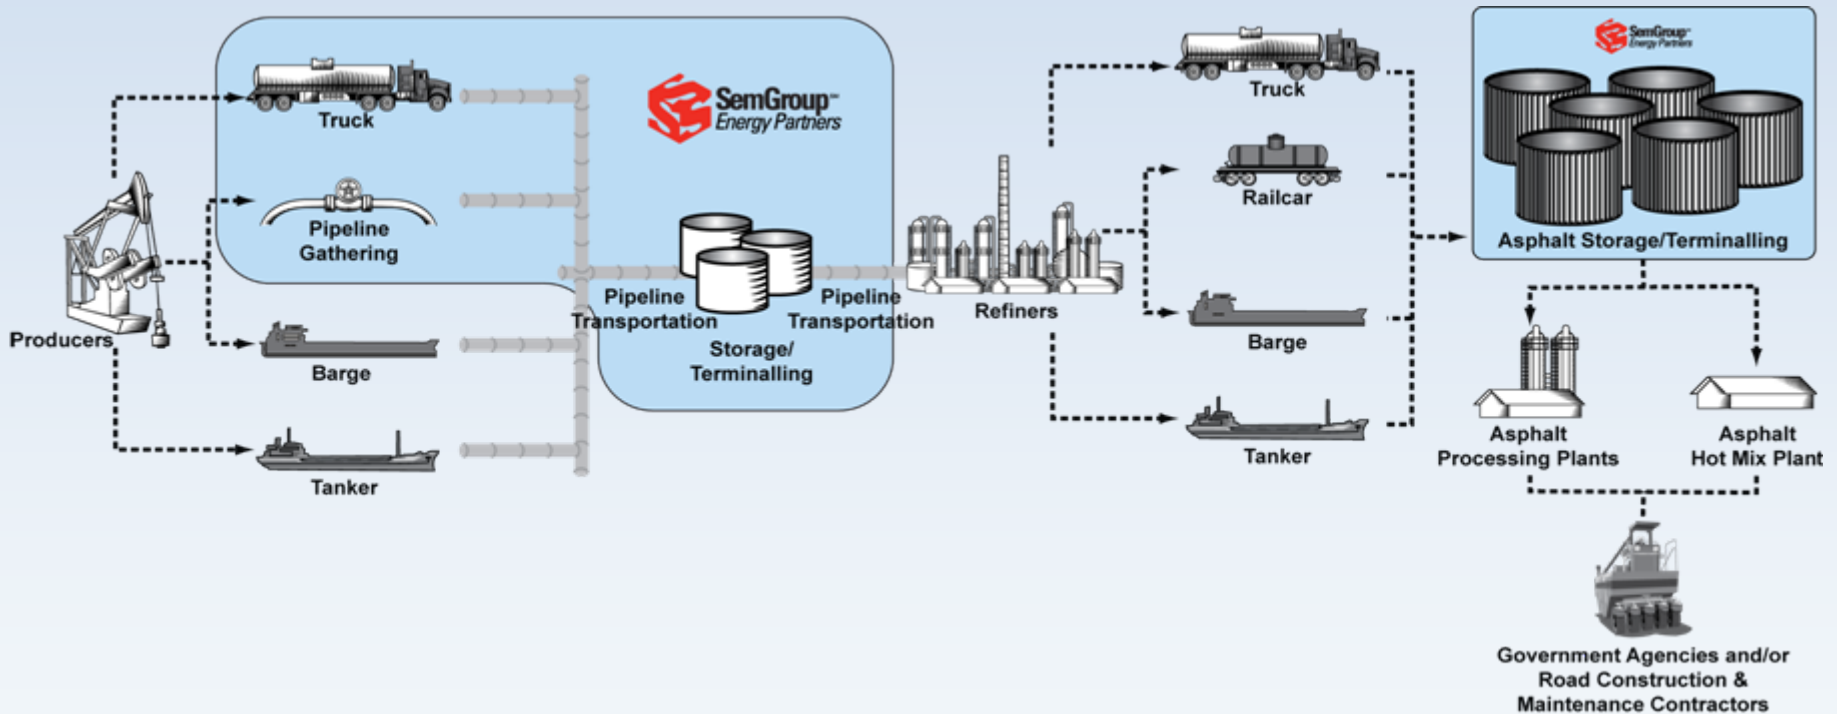 SemGroup℠
Energy Partners
Truck
Pipeline
Gathering
Producers
Barge
Tanker
Pipeline
Transportation
Storage/
Terminalling
Pipeline
Transportation
Refiners
Truck
Railcar
Barge
Tanker
SemGroup℠
Energy Partners
Asphalt Storage/Terminalling
Asphalt
Processing Plants
Asphalt
Hot Mix Plant
Government Agencies and/or
Road Construction &
Maintenance Contractors